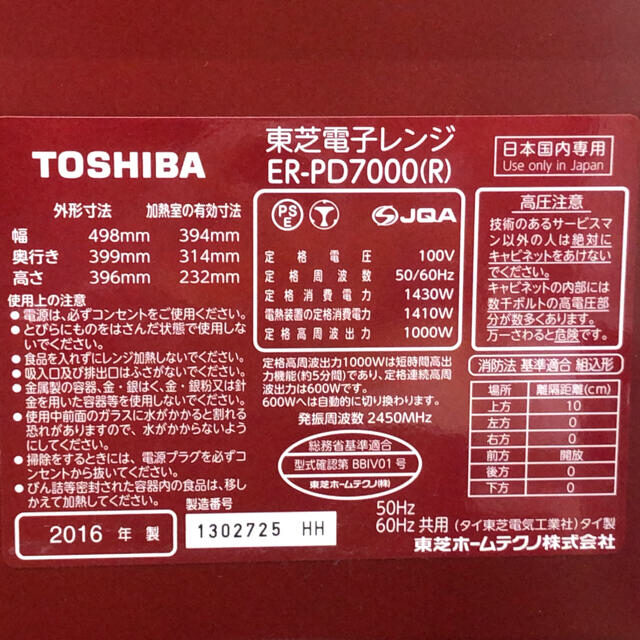 TOSHIBA
東芝電子レンジ
ER-PD7000(R)
日本国内専用
Use only in Japan
外形寸法 加熱室の有効寸法
幅 498mm 394mm
奥行き 399mm 314mm
高さ 396mm 232mm
使用上の注意
●電源は、必ずコンセントをご使用ください。
●とびらにものをはさんだ状態で使用しな
いでください。
●食品を入れずにレンジ加熱しないでください。
●吸入口及び排出口はふさがないでください。
●金属製の容器、金・銀はく、金・銀粉又は針
金を用いた容器等を使用しないでください。
●使用中前面のガラスに水がかかると割れる
恐れがありますので、水がかからないように
してください。
●掃除をするときには、電源プラグを必ずコ
ンセントから抜いてください。
●びん詰等密封された容器内の食品は、移し
かえて加熱してください。
2016 年 製
製造番号
1302725 HH
PSE JQA
定格電圧 100V
定格周波数 50/60Hz
定格消費電力 1430W
電熱装置の定格消費電力 1410W
定格高周波出力 1000W
定格高周波出力1000Wは短時間高出
力機能(約5分間)であり、定格連続高周
波出力は600Wです。
600Wへは自動的に切り換わります。
発振周波数 2450MHz
総務省基準適合
型式確認第 BBIV01 号
東芝ホームテクノ(株)
高圧注意
技術のあるサービスマ
ン以外の人は絶対に
キャビネットをあけない
でください。
キャビネットの内部には
数千ボルトの高電圧部
分が数多くあります。
万一さわると危険です。
消防法 基準適合 組込形
場所 離隔距離(cm)
上方 10
左方 0
右方 0
前方 開放
後方 0
下方 0
50Hz
60Hz 共用 (タイ東芝電気工業社)タイ製
東芝ホームテクノ株式会社